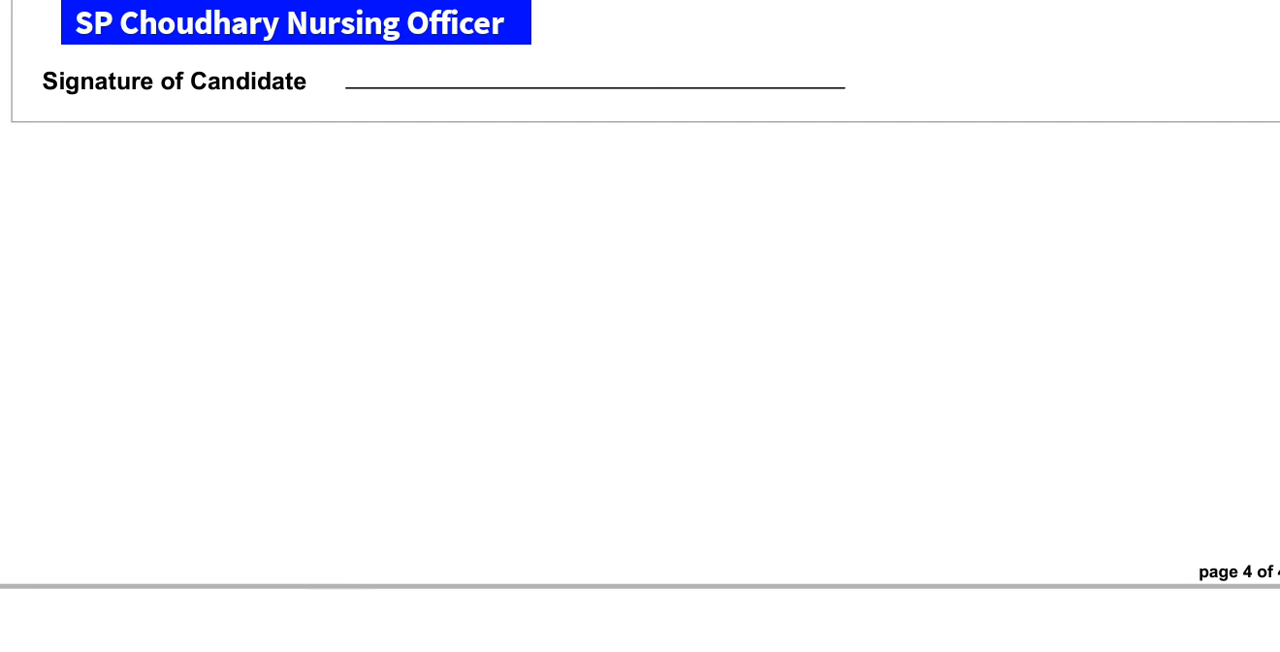 SP Choudhary Nursing Officer
Signature of Candidate
page 4 of